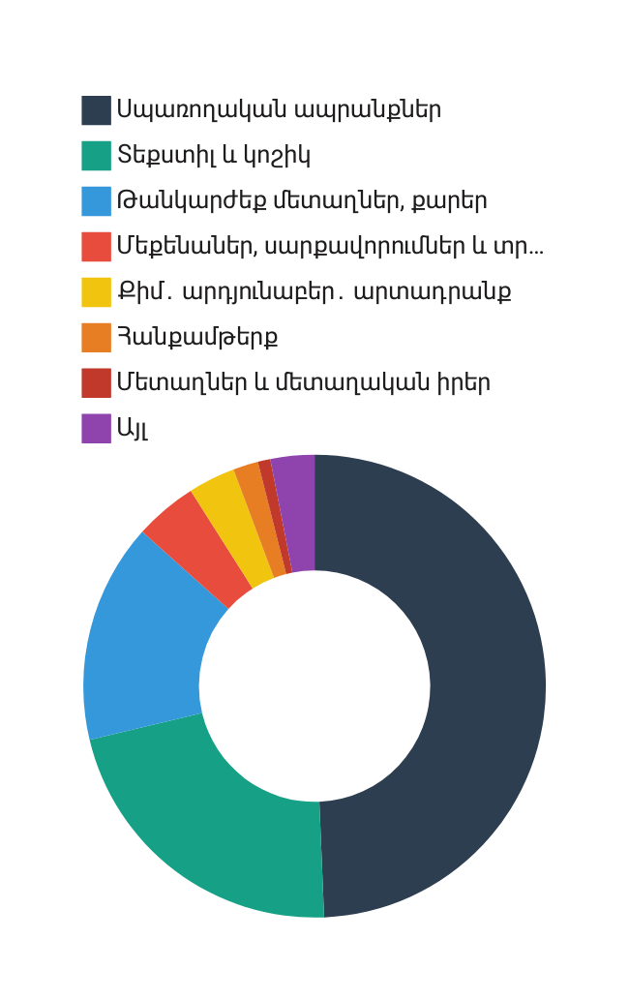 Սպառողական ապրանքներ
Տեքստիլ և կոշիկ
Թանկարժեք մետաղներ, քարեր
Մեքենաներ, սարքավորումներ և տր...
Քիմ․ արդյունաբեր․ արտադրանք
Հանքամթերք
Մետաղներ և մետաղական իրեր
Այլ